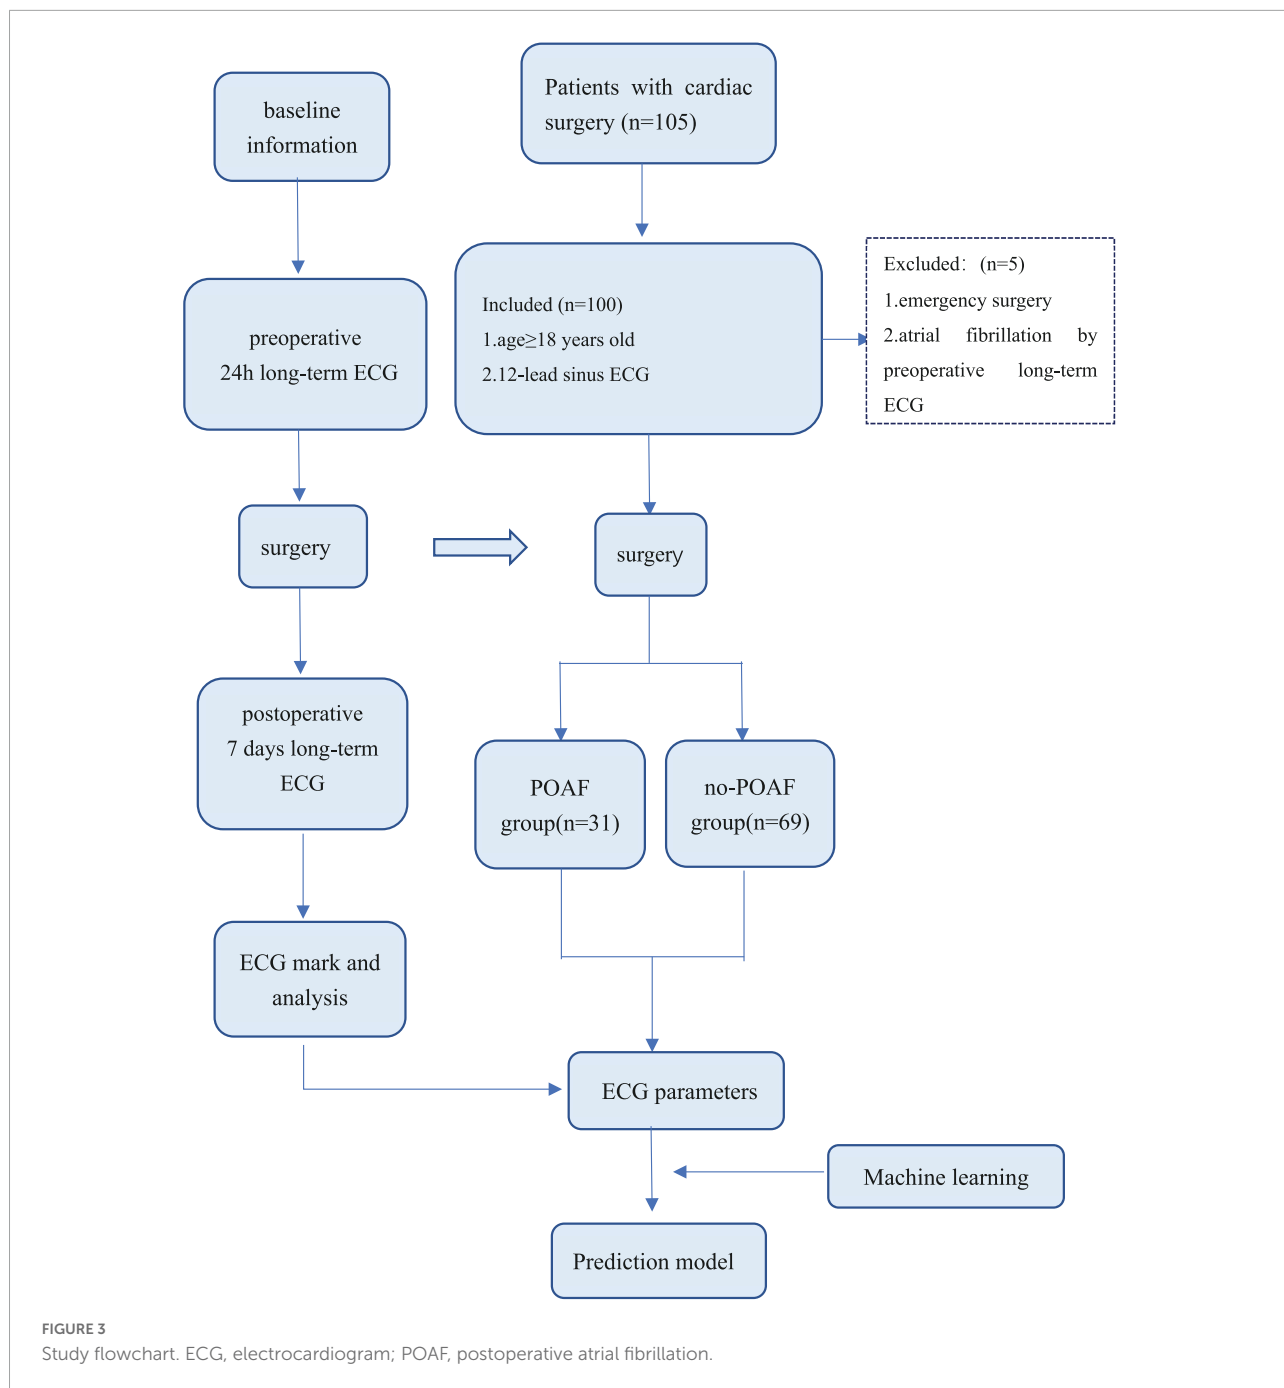 baseline
information
preoperative
24h long-term ECG
surgery
postoperative
7 days long-term
ECG
ECG mark and
analysis
Patients with cardiac
surgery (n=105)
Included (n=100)
1.age≥18 years old
2.12-lead sinus ECG
Excluded：(n=5)
1.emergency surgery
2.atrial fibrillation by
preoperative long-term
ECG
surgery
POAF
group(n=31)
no-POAF
group(n=69)
ECG parameters
Machine learning
Prediction model
FIGURE 3
Study flowchart. ECG, electrocardiogram; POAF, postoperative atrial fibrillation.